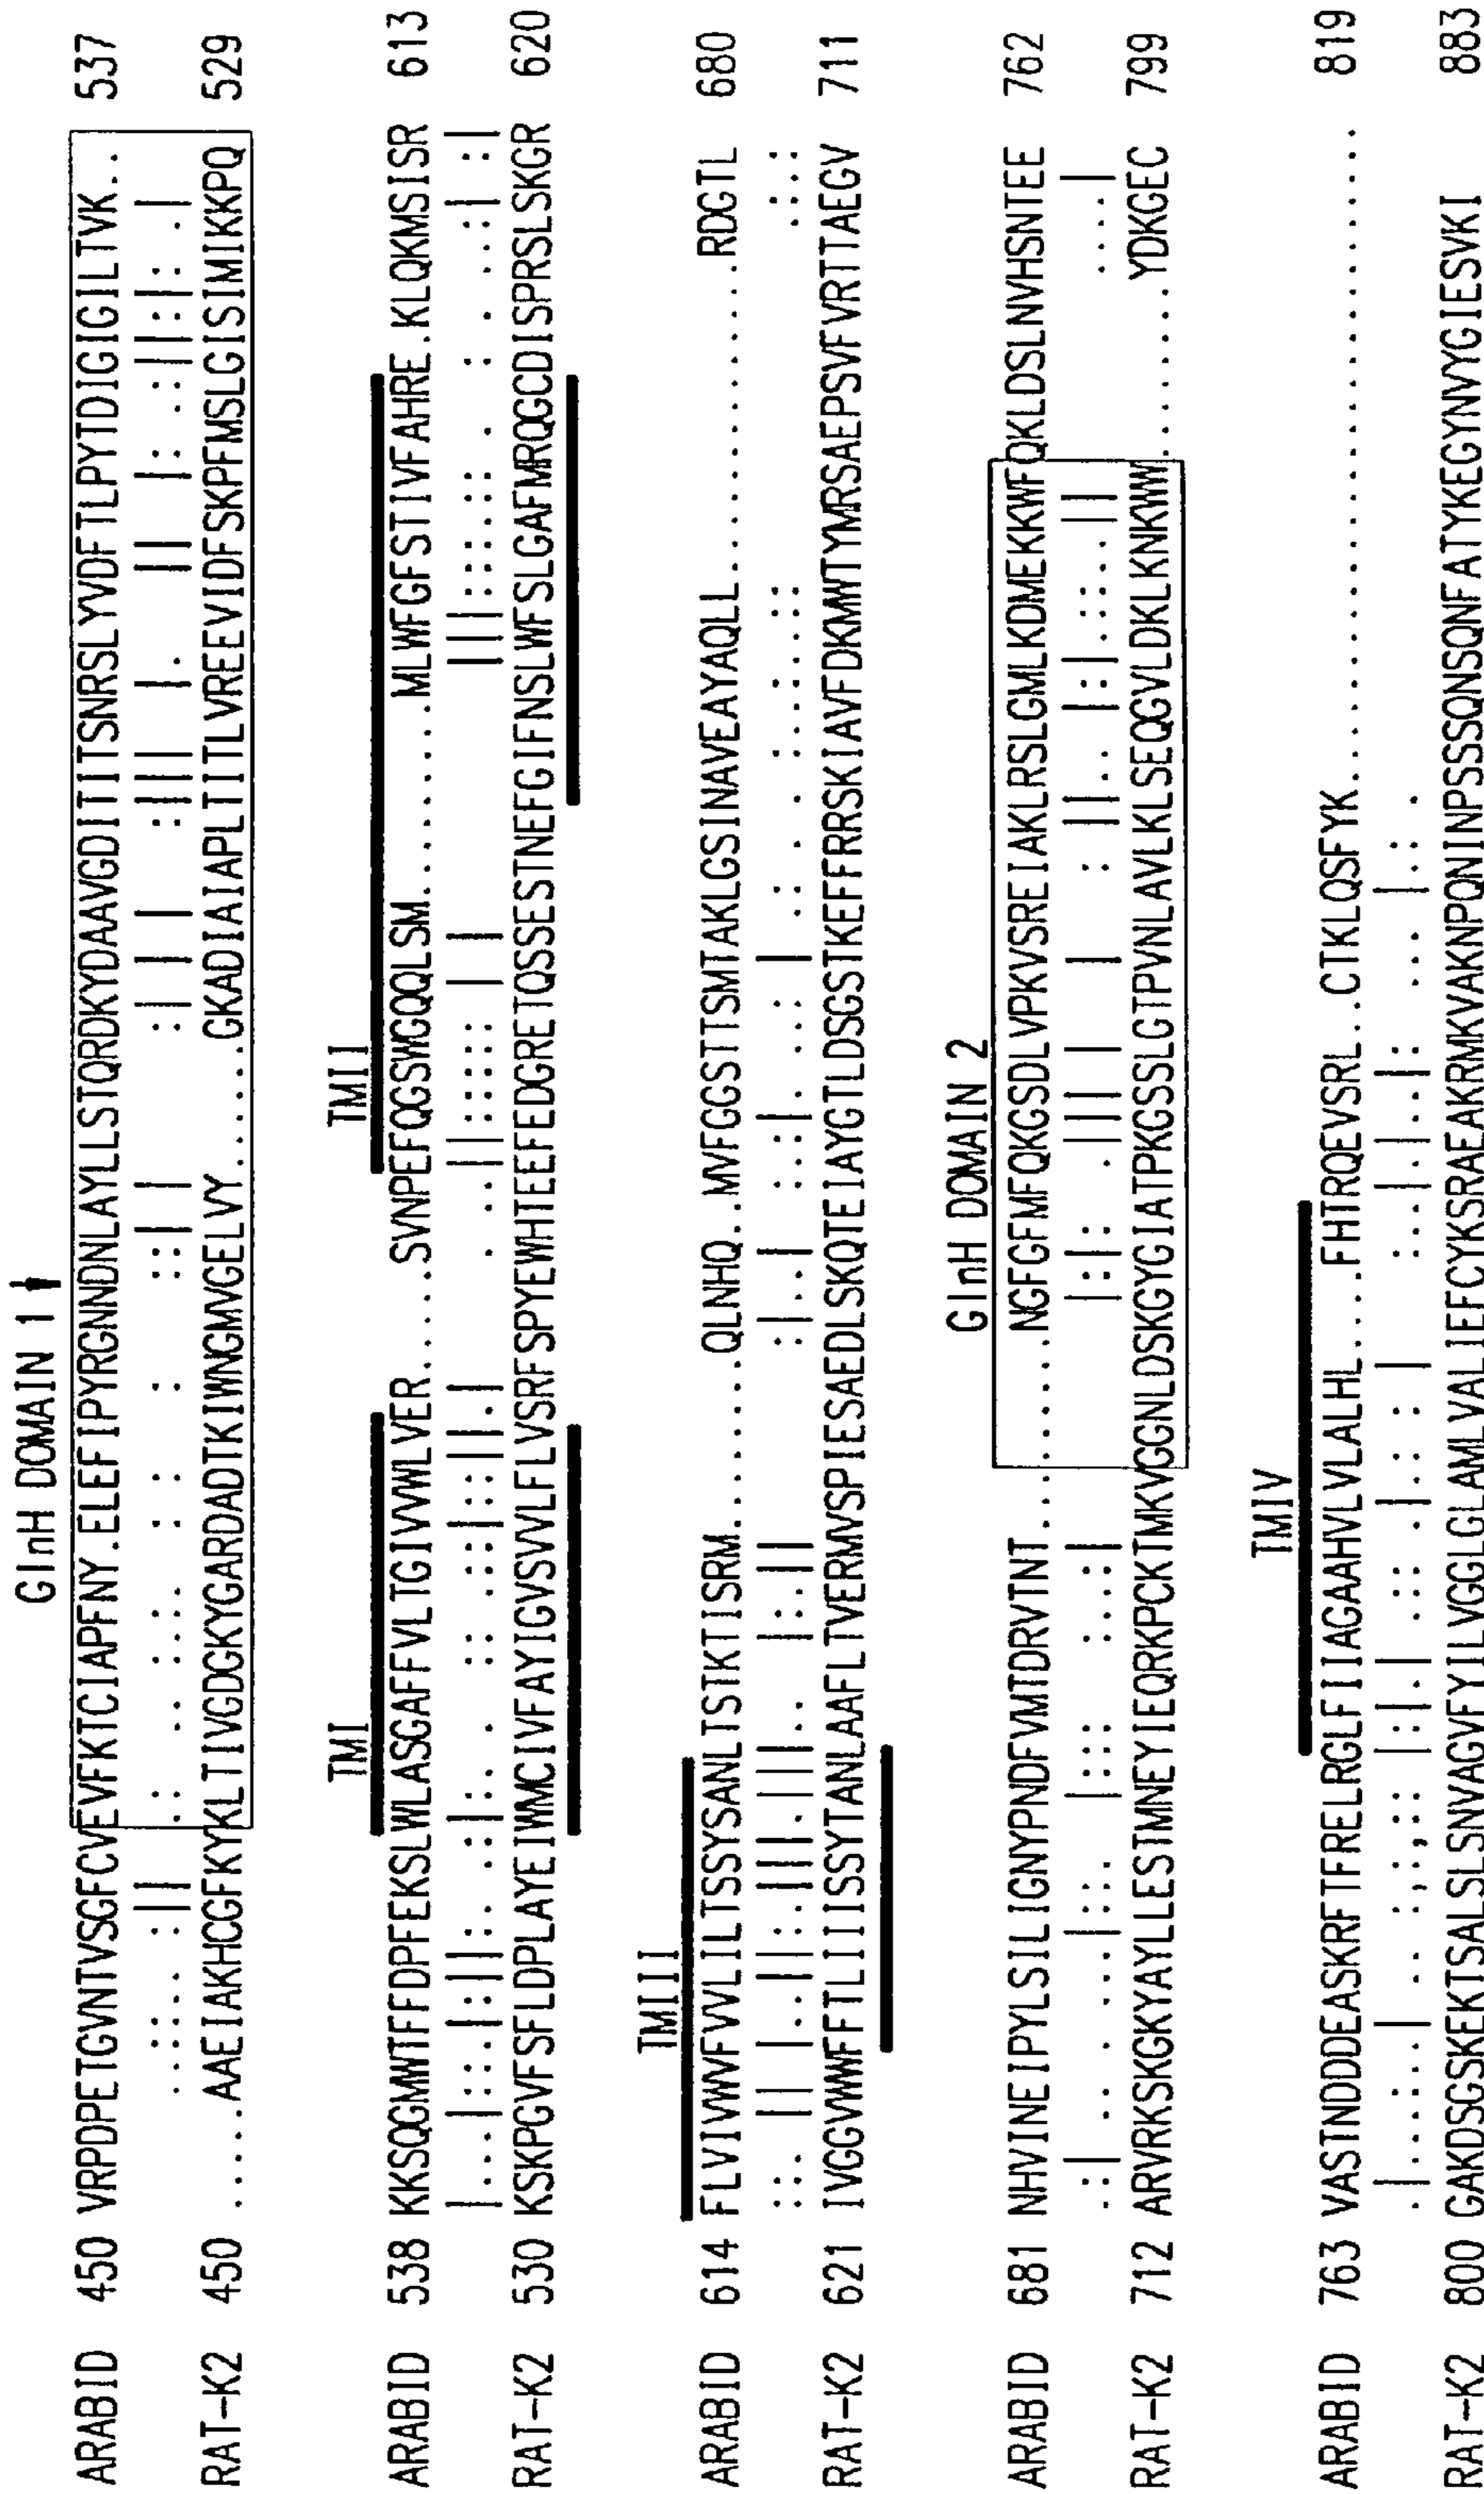 GlnH DOMAIN 1
ARABID 450 VRPDPETGVNTVSGFCVEVFKTCIAPFNY.ELEFIPYRGNNDNLAYLLSTQRDKYDAAVGDITITSNRSLYVDFTLPYTDIGIGILTVK.. 537
RAT-K2 450 .....AAEIAKHCGFKYKLTIVGDGKYGARDADTKIWNGMVGELVY.....GKADIAIAPLTITLVREEVIDFSKPFMSLGISIMIKKPQ 529
TMI TMII
ARABID 538 KKSQGMWTFFDPFEKSLWLASGAFFVLTGIVVWLVER.....SVNPEFQGSWGQQLSM.........MLWFGFSTIVFAHRE.KLQKMSISR 613
RAT-K2 530 KSKPGVFSFLDPLAYEIWMCIVFAYIGVSVVLFLVSRFSPYEWHTEEFEDGRETQSSESTNEFGIFNSLWFSLGAFMRQGCDISPRSLSKGR 620
TMIII
ARABID 614 FLVIVWVFVVLILTSSYSANLTSTKTISRM........QLNHQ..MVFGGSTTSMTAKLGSINAVEAYAQLL..............RDGTL 680
RAT-K2 621 IVGGVWWFFTLIIISSYTANLAAFLTVERMVSPIESAEDLSKQTEIAYGTLDSGSTKEFFRRSKIAVFDKMWTYMRSAEPSVFVRTTAEGV 711
GlnH DOMAIN 2
ARABID 681 NHVINEIPYLSILIGNYPNDFVMTDRVTNT.........NGFGFMFQKGSDLVPKVSREIAKLRSLGMLKDMEKKWFQKLDSLNVHSNTEE 762
RAT-K2 712 ARVRKSKGKYAYLLESTMNEYIEQRKPCKTMKVGGNLDSKGYGIATPKGSSLGTPVNLAVLKLSEQGVLDKLKNKWW........YDKGEC 799
TMIV
ARABID 763 VASTNDDDEASKRFTFRELRGLFIIAGAAHVLVLALHL....FHTRQEVSRL..CTKLQSFYK............................. 819
RAT-K2 800 GAKDSGSKEKTSALSLSNVAGVFYILVGGLGLAMLVALIEFCYKSRAEAKRMKVAKNPQNINPSSSQNSQNFATYKEGYNVYGIESVKI 883